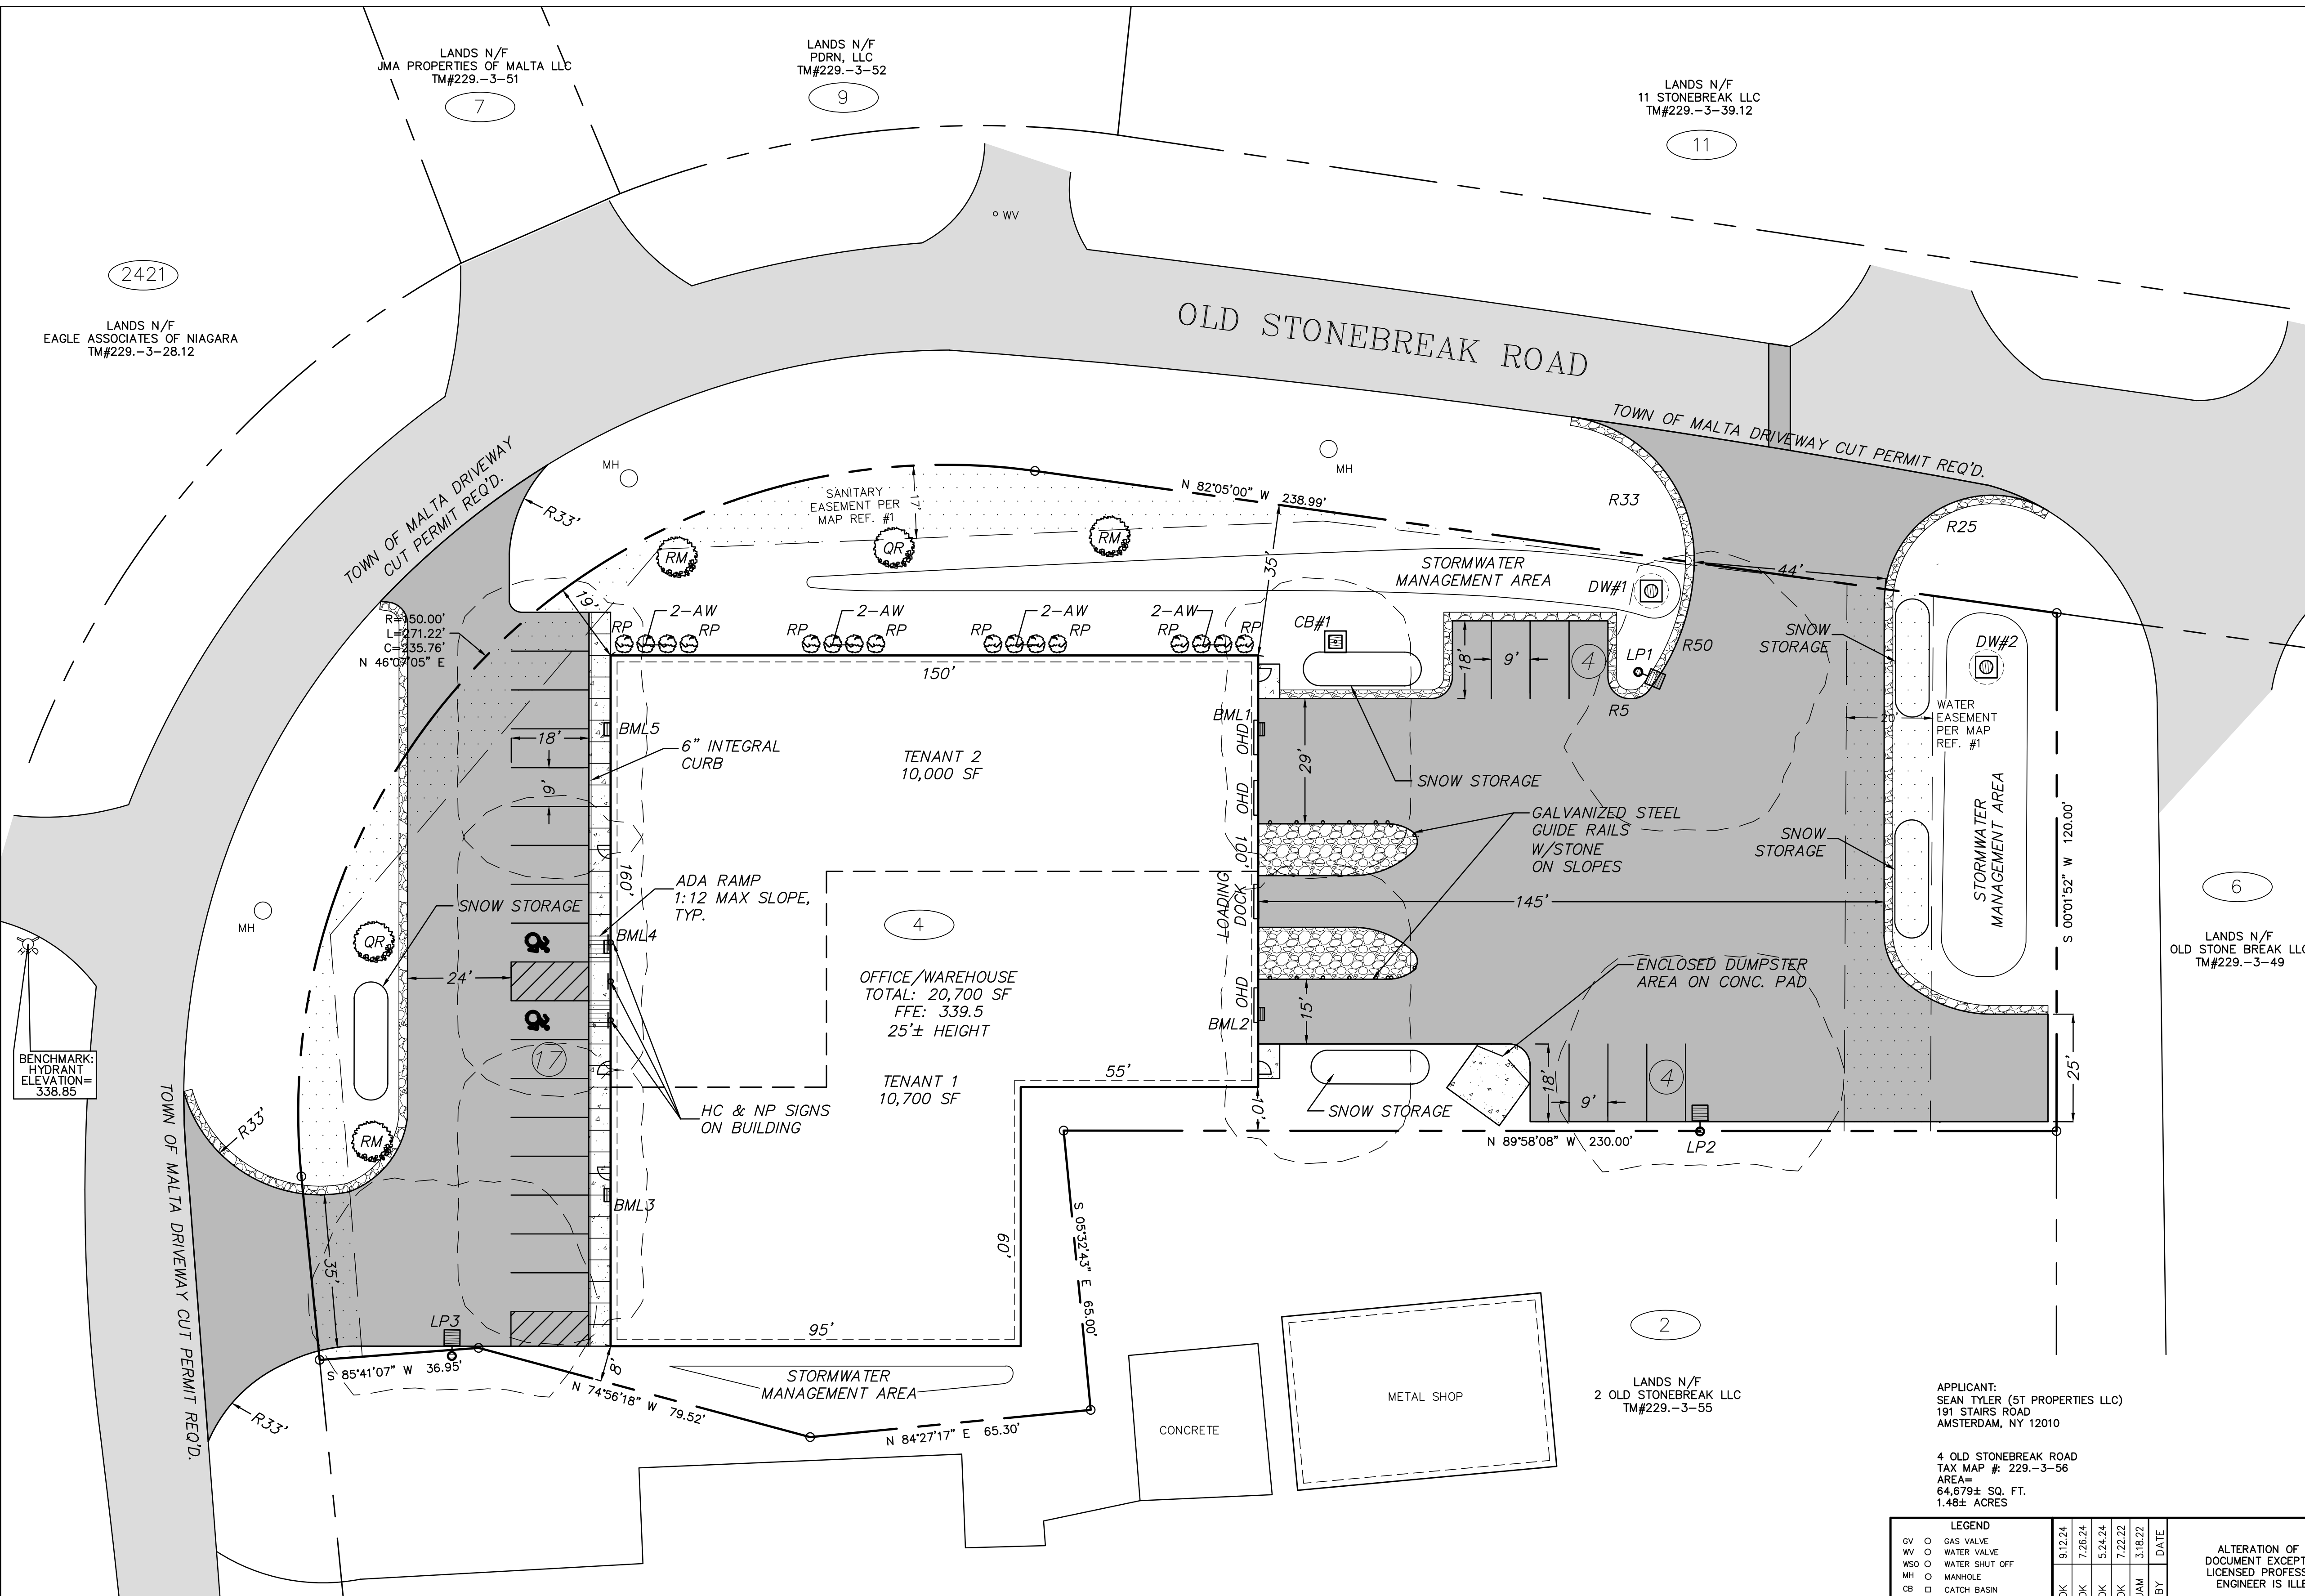 LANDS N/F
JMA PROPERTIES OF MALTA LLC
TM#229.-3-51
7
LANDS N/F
PDRN, LLC
TM#229.-3-52
9
LANDS N/F
11 STONEBREAK LLC
TM#229.-3-39.12
11
WV
2421
LANDS N/F
EAGLE ASSOCIATES OF NIAGARA
TM#229.-3-28.12
OLD STONEBREAK ROAD
TOWN OF MALTA DRIVEWAY CUT PERMIT REQ'D.
TOWN OF MALTA DRIVEWAY
CUT PERMIT REQ'D.
MH
MH
R33'
SANITARY
EASEMENT PER
MAP REF. #1
17'
N 82°05'00" W 238.99'
R33
R25
RM
QR
RM
35'
STORMWATER
MANAGEMENT AREA
DW#1
44'
19'
R=150.00'
L=271.22'
C=235.76'
N 46°07'05" E
RP
2-AW
RP
RP
2-AW
RP
RP
2-AW
RP
RP
2-AW
RP
CB#1
18'
9'
4
LP1
R50
R5
SNOW
STORAGE
DW#2
150'
BML5
18'
9'
6" INTEGRAL
CURB
TENANT 2
10,000 SF
BML1
OHD
OHD
29'
SNOW STORAGE
20'
WATER
EASEMENT
PER MAP
REF. #1
GALVANIZED STEEL
GUIDE RAILS
W/STONE
ON SLOPES
SNOW
STORAGE
STORMWATER
MANAGEMENT AREA
S 00°01'52" W 120.00'
100'
160'
ADA RAMP
1:12 MAX SLOPE,
TYP.
SNOW STORAGE
MH
QR
BML4
4
LOADING
DOCK
145'
6
LANDS N/F
OLD STONE BREAK LLC
TM#229.-3-49
24'
OFFICE/WAREHOUSE
TOTAL: 20,700 SF
FFE: 339.5
25'± HEIGHT
OHD
BML2
15'
ENCLOSED DUMPSTER
AREA ON CONC. PAD
BENCHMARK:
HYDRANT
ELEVATION=
338.85
17
TENANT 1
10,700 SF
55'
10'
SNOW STORAGE
18'
9'
4
25'
HC & NP SIGNS
ON BUILDING
R33'
RM
N 89°58'08" W 230.00'
LP2
TOWN OF MALTA DRIVEWAY CUT PERMIT REQ'D.
BML3
60'
S 05°32'43" E 65.00'
35'
LP3
95'
8'
S 85°41'07" W 36.95'
N 74°56'18" W 79.52'
STORMWATER
MANAGEMENT AREA
N 84°27'17" E 65.30'
R33'
CONCRETE
METAL SHOP
2
LANDS N/F
2 OLD STONEBREAK LLC
TM#229.-3-55
APPLICANT:
SEAN TYLER (5T PROPERTIES LLC)
191 STAIRS ROAD
AMSTERDAM, NY 12010
4 OLD STONEBREAK ROAD
TAX MAP #: 229.-3-56
AREA=
64,679± SQ. FT.
1.48± ACRES
LEGEND
GV GAS VALVE
WV WATER VALVE
WSO WATER SHUT OFF
MH MANHOLE
CB CATCH BASIN
9.12.24
7.26.24
5.24.24
7.22.22
3.18.22
DATE
DK
DK
DK
DK
JAM
BY
ALTERATION OF
DOCUMENT EXCEPT
LICENSED PROFESS
ENGINEER IS ILLE